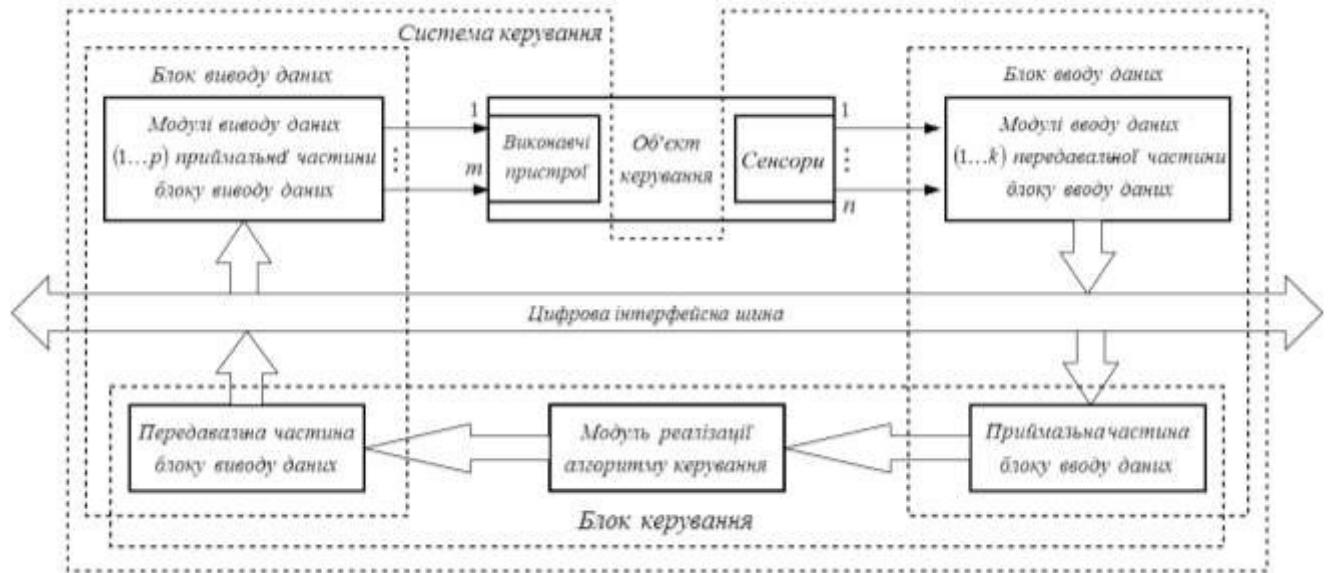 Система керування
Блок виводу даних
Блок вводу даних
Модулі виводу даних
(1...p) приймальної частини
блоку виводу даних
1
⋮
m
Виконавчі
пристрої
Об'єкт
керування
Сенсори
1
⋮
n
Модулі вводу даних
(1...k) передавальної частини
блоку вводу даних
Цифрова інтерфейсна шина
Передавальна частина
блоку виводу даних
Модуль реалізації
алгоритму керування
Приймальна частина
блоку вводу даних
Блок керування